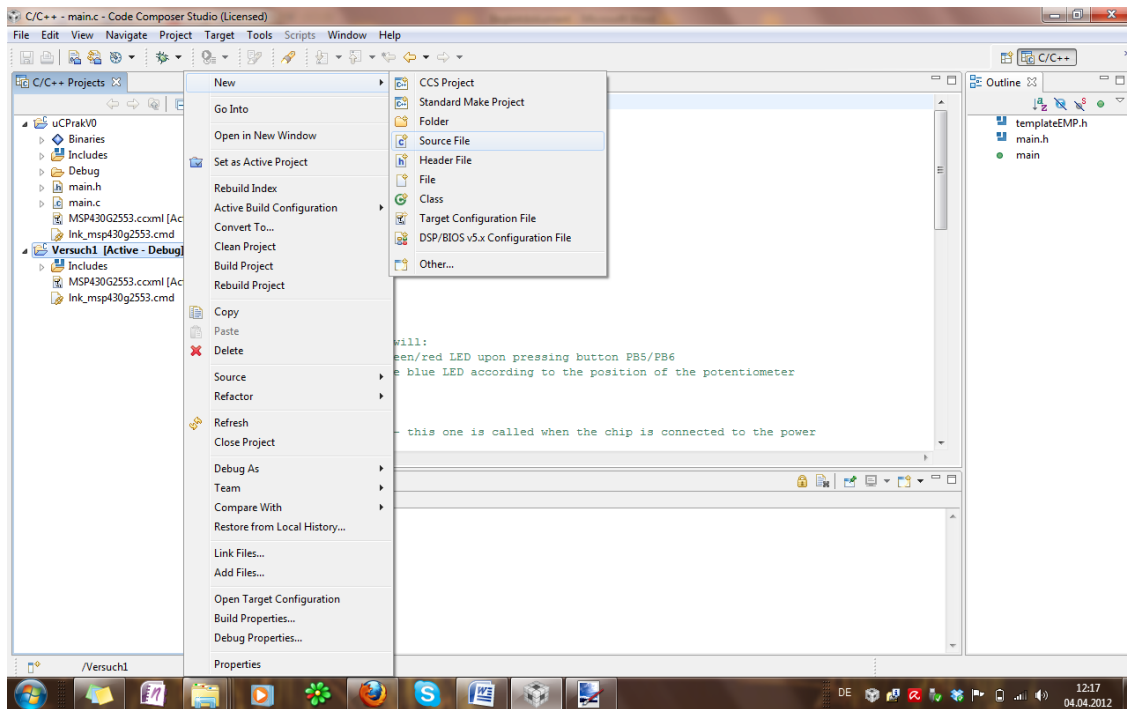 C/C++ - main.c - Code Composer Studio (Licensed)
File Edit View Navigate Project Target Tools Scripts Window Help
C/C++
C/C++ Projects
uCPrakV0
Binaries
Includes
Debug
main.h
main.c
MSP430G2553.ccxml [Ac
lnk_msp430g2553.cmd
Versuch1 [Active - Debug]
Includes
MSP430G2553.ccxml [Ac
lnk_msp430g2553.cmd
New
Go Into
Open in New Window
Set as Active Project
Rebuild Index
Active Build Configuration
Convert To...
Clean Project
Build Project
Rebuild Project
Copy
Paste
Delete
Source
Refactor
Refresh
Close Project
Debug As
Team
Compare With
Restore from Local History...
Link Files...
Add Files...
Open Target Configuration
Build Properties...
Debug Properties...
Properties
CCS Project
Standard Make Project
Folder
Source File
Header File
File
Class
Target Configuration File
DSP/BIOS v5.x Configuration File
Other...
will:
een/red LED upon pressing button PB5/PB6
e blue LED according to the position of the potentiometer
- this one is called when the chip is connected to the power
Outline
templateEMP.h
main.h
main
/Versuch1
DE
12:17
04.04.2012